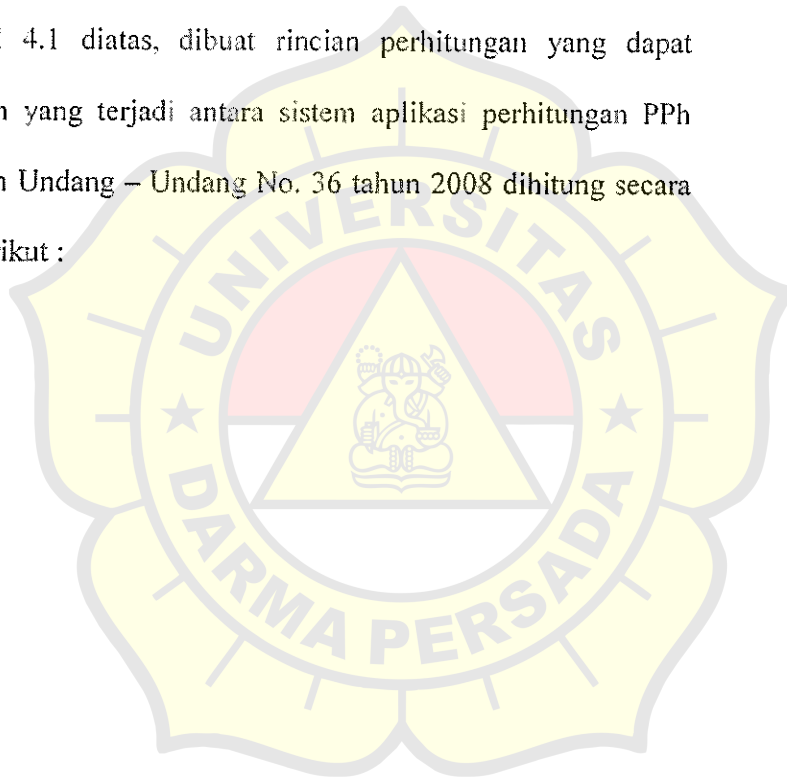 4.1 diatas, dibuat rincian perhitungan yang dapat
yang terjadi antara sistem aplikasi perhitungan PPh
Undang – Undang No. 36 tahun 2008 dihitung secara
ikut :
UNIVERSITAS
DARMA PERSADA